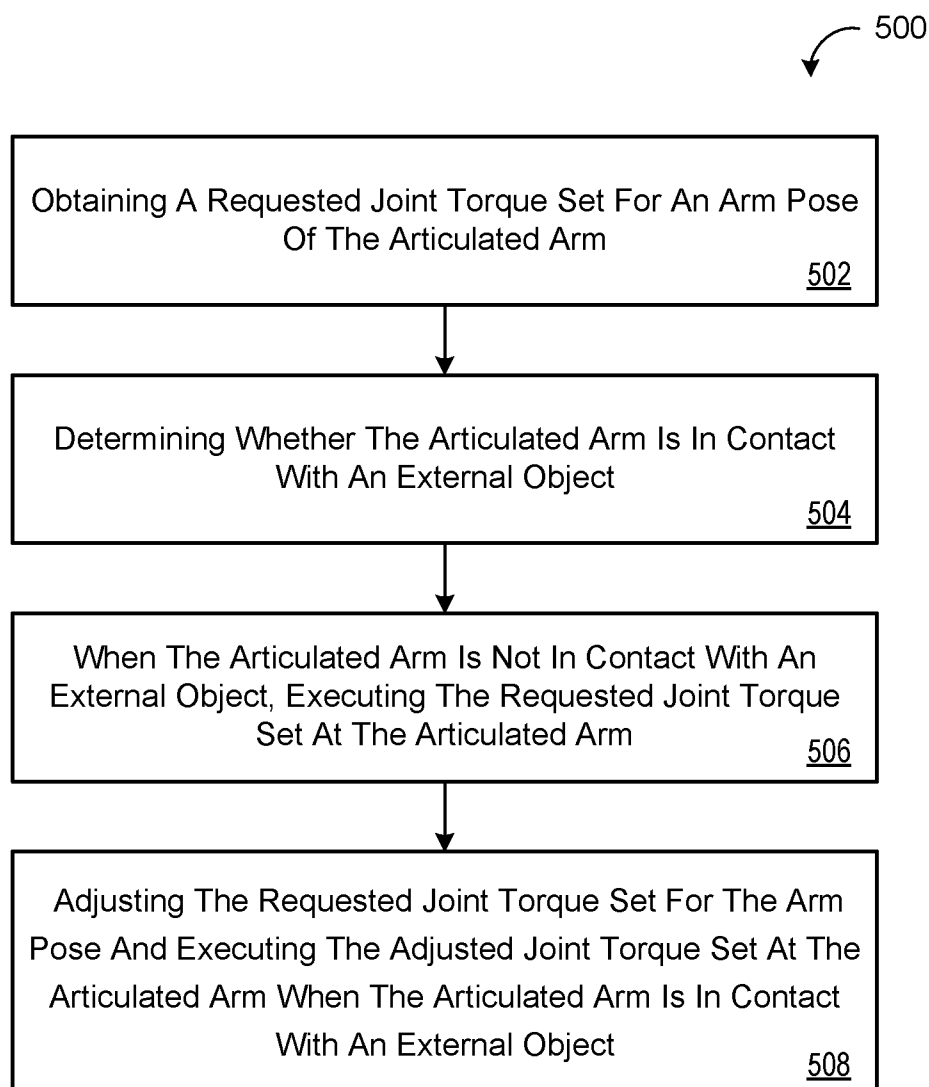 500
Obtaining A Requested Joint Torque Set For An Arm Pose
Of The Articulated Arm
502
Determining Whether The Articulated Arm Is In Contact
With An External Object
504
When The Articulated Arm Is Not In Contact With An
External Object, Executing The Requested Joint Torque
Set At The Articulated Arm
506
Adjusting The Requested Joint Torque Set For The Arm
Pose And Executing The Adjusted Joint Torque Set At The
Articulated Arm When The Articulated Arm Is In Contact
With An External Object
508